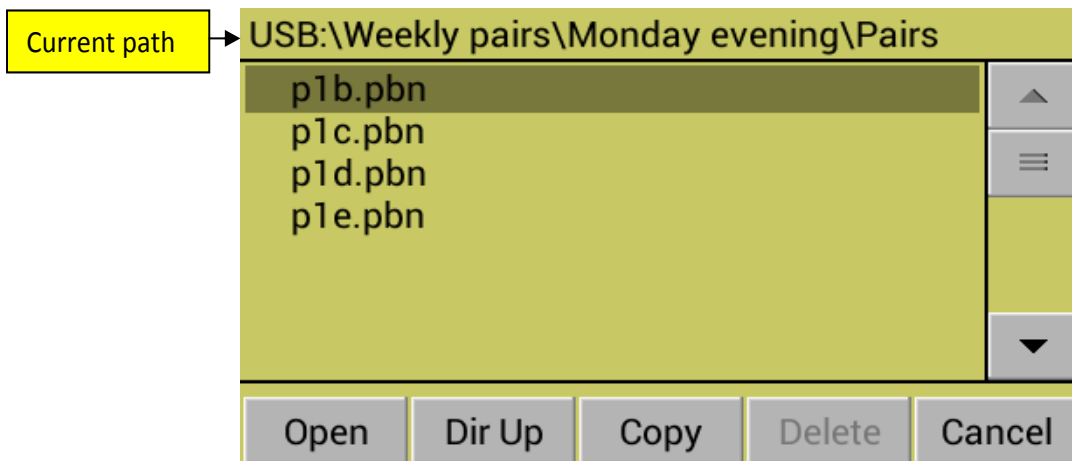 Current path
USB:\Weekly pairs\Monday evening\Pairs
p1b.pbn
p1c.pbn
p1d.pbn
p1e.pbn
Open Dir Up Copy Delete Cancel